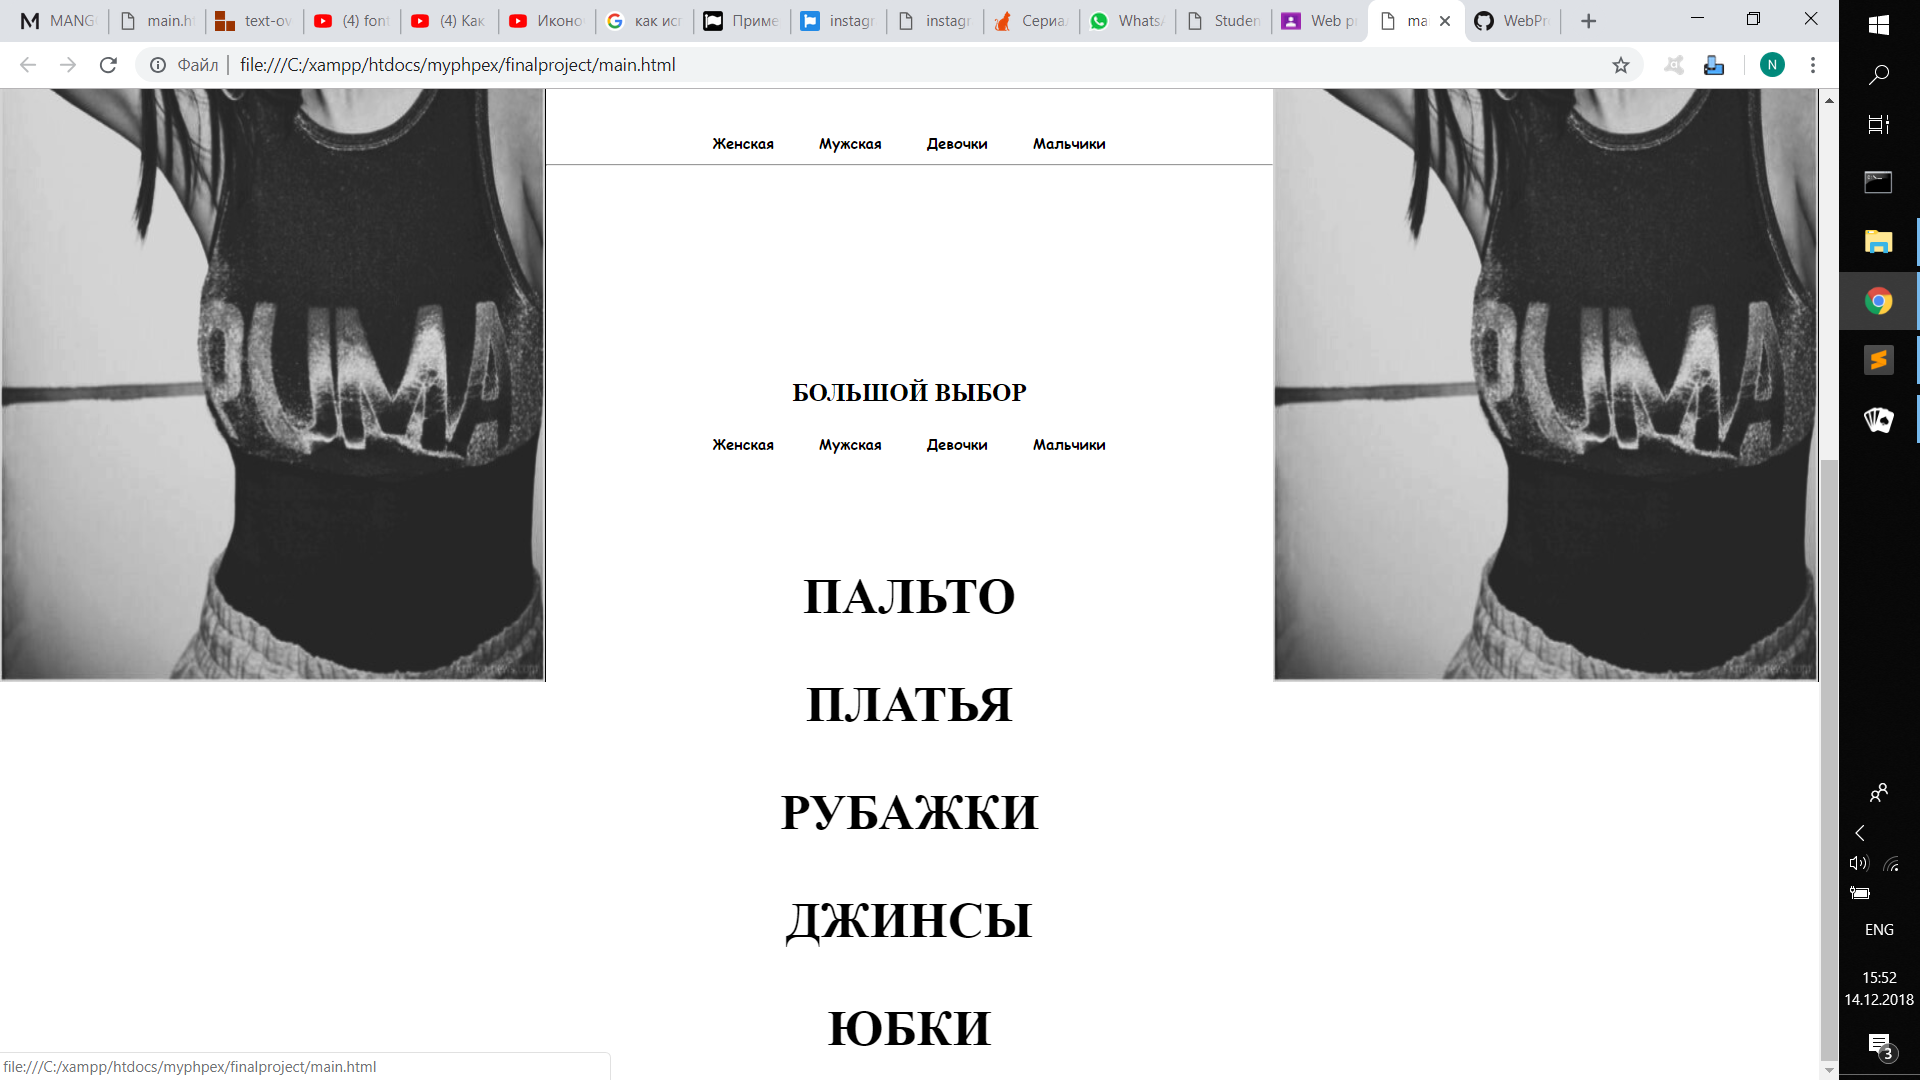 MANG
main.h
text-ov
(4) font
(4) Как
Иконо
как исп
Приме
instagr
instagr
Сериа
Whats
Studen
Web p
ma
WebPr
Файл
file:///C:/xampp/htdocs/myphpex/finalproject/main.html
N
Женская Мужская Девочки Мальчики
PUMA
PUMA
БОЛЬШОЙ ВЫБОР
Женская Мужская Девочки Мальчики
ПАЛЬТО
ПЛАТЬЯ
РУБАЖКИ
ДЖИНСЫ
ЮБКИ
file:///C:/xampp/htdocs/myphpex/finalproject/main.html
ENG
15:52
14.12.2018
3